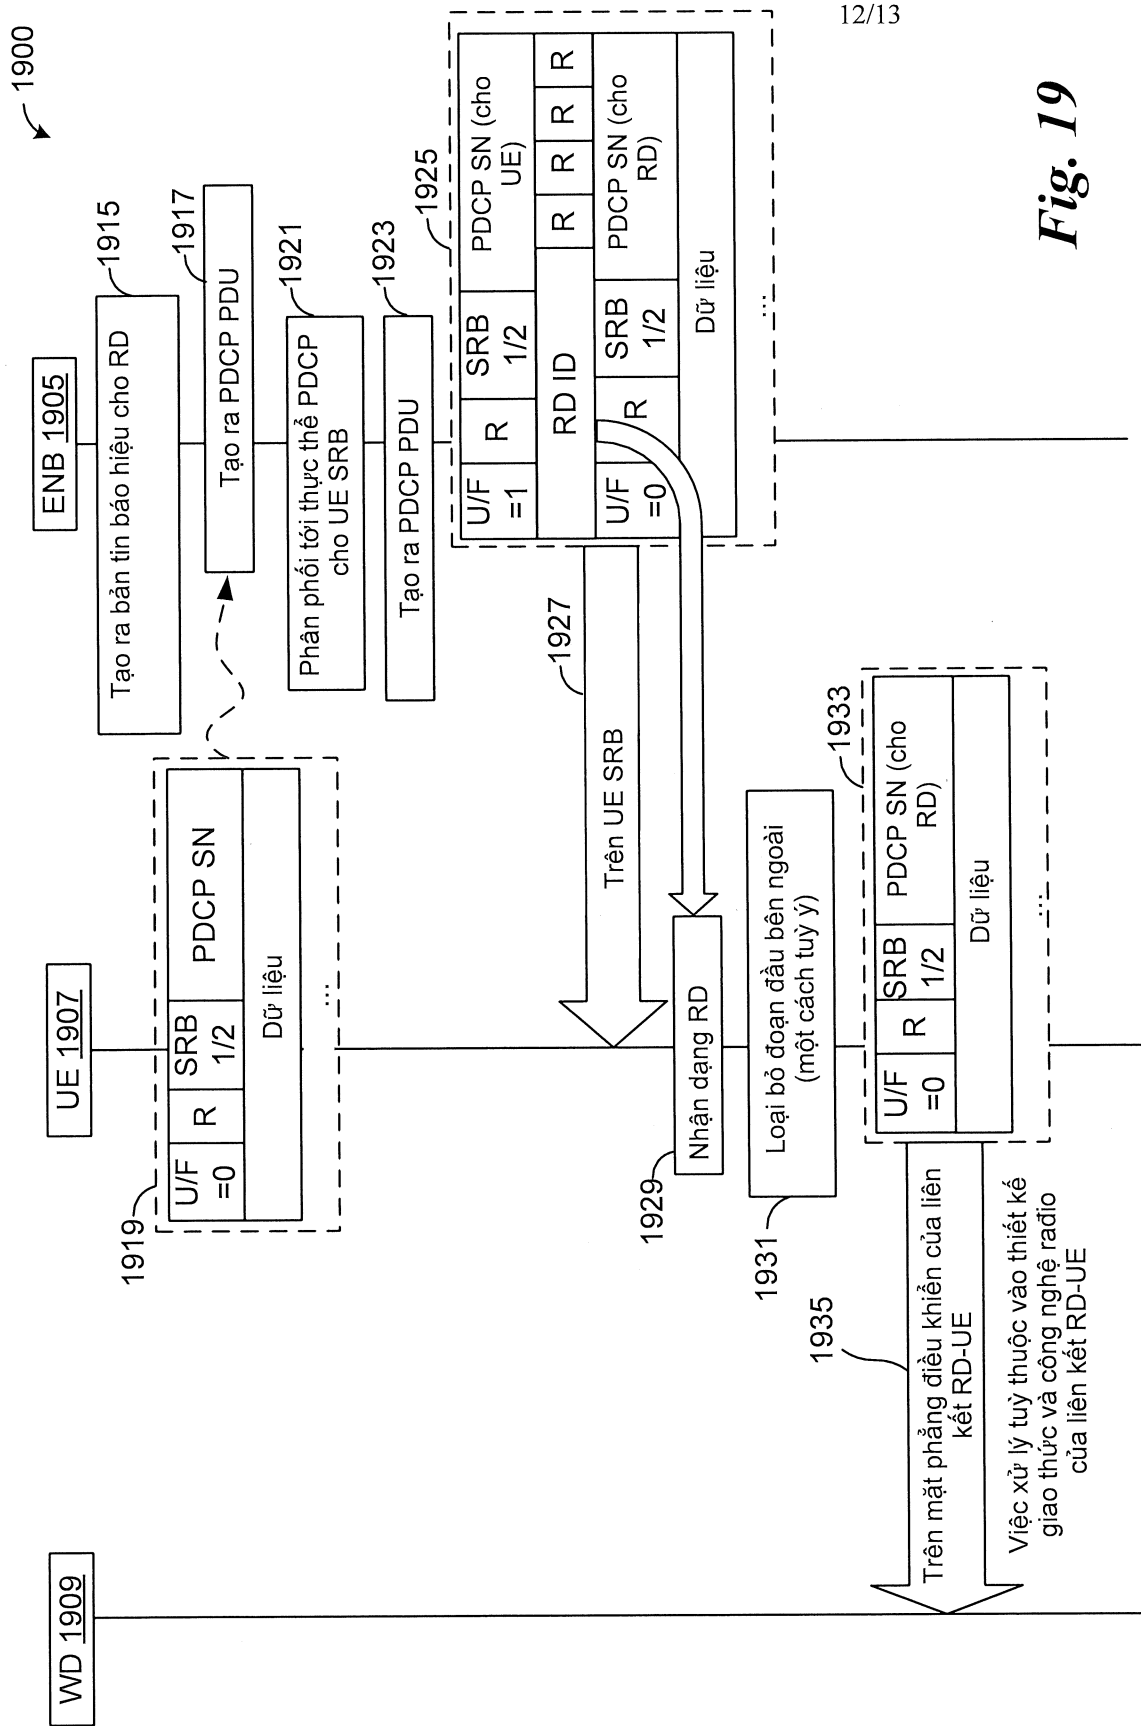 12/13
1900
WD 1909
UE 1907
ENB 1905
1915
Tạo ra bản tin báo hiệu cho RD
1917
Tạo ra PDCP PDU
1919
U/F
=0
R
SRB
1/2
PDCP SN
Dữ liệu
...
1921
Phân phối tới thực thể PDCP
cho UE SRB
1923
Tạo ra PDCP PDU
1925
U/F
=1
R
SRB
1/2
PDCP SN (cho
UE)
RD ID
R
R
R
R
U/F
=0
R
SRB
1/2
PDCP SN (cho
RD)
Dữ liệu
...
1927
Trên UE SRB
1929
Nhận dạng RD
1931
Loại bỏ đoạn đầu bên ngoài
(một cách tuỳ ý)
1933
U/F
=0
R
SRB
1/2
PDCP SN (cho
RD)
Dữ liệu
...
1935
Trên mặt phẳng điều khiển của liên
kết RD-UE
Việc xử lý tuỳ thuộc vào thiết kế
giao thức và công nghệ rađio
của liên kết RD-UE
Fig. 19